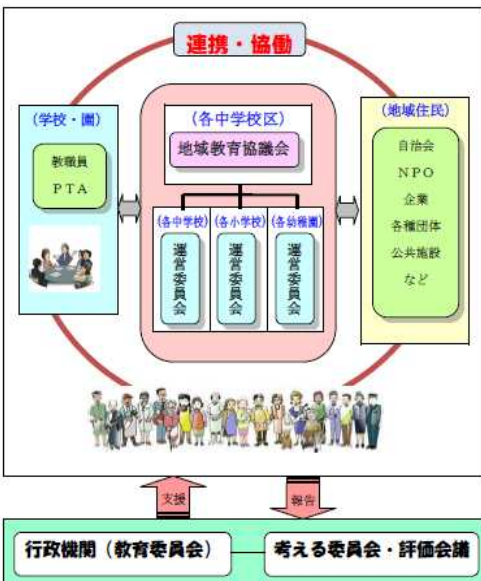 連携・協働
(学校・園)
教職員
PTA
(各中学校区)
地域教育協議会
(各中学校)
運営委員会
(各小学校)
運営委員会
(各幼稚園)
運営委員会
(地域住民)
自治会
NPO
企業
各種団体
公共施設
など
支援
報告
行政機関(教育委員会)
考える委員会・評価会議